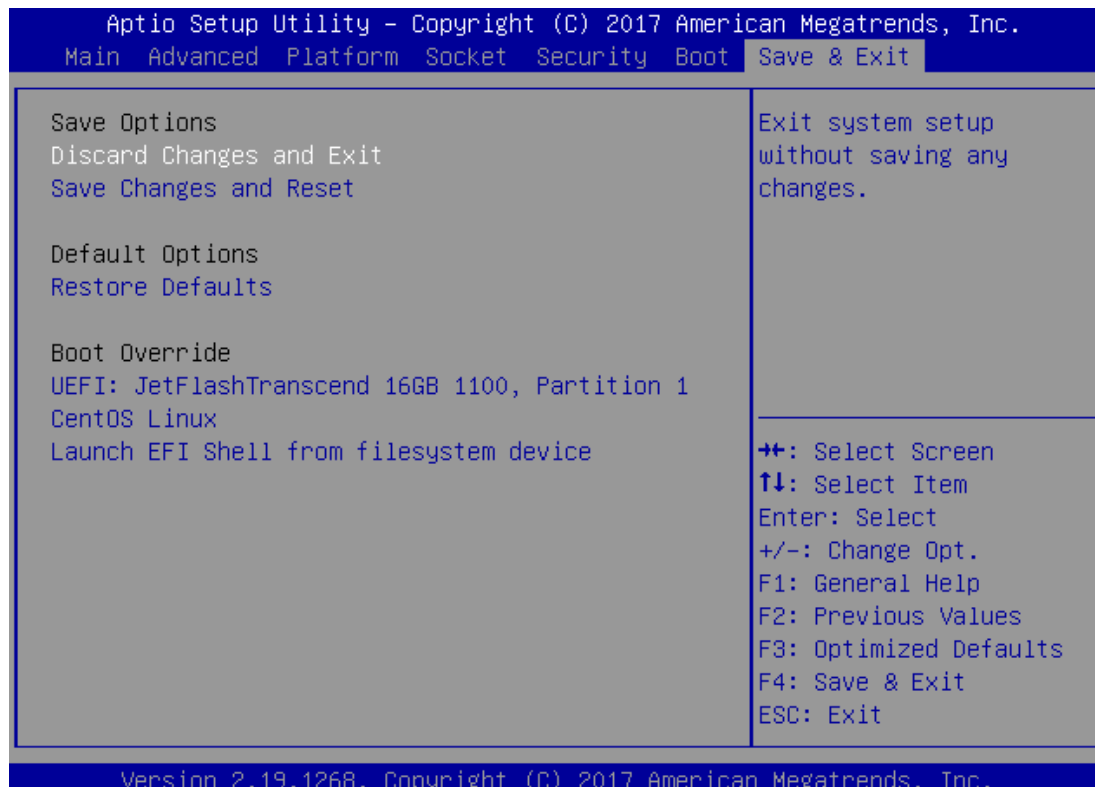 Aptio Setup Utility – Copyright (C) 2017 American Megatrends, Inc.
Main Advanced Platform Socket Security Boot Save & Exit
Save Options
Discard Changes and Exit
Save Changes and Reset
Default Options
Restore Defaults
Boot Override
UEFI: JetFlashTranscend 16GB 1100, Partition 1
CentOS Linux
Launch EFI Shell from filesystem device
Exit system setup
without saving any
changes.
→←: Select Screen
↑↓: Select Item
Enter: Select
+/-: Change Opt.
F1: General Help
F2: Previous Values
F3: Optimized Defaults
F4: Save & Exit
ESC: Exit
Version 2.19.1268. Copyright (C) 2017 American Megatrends, Inc.